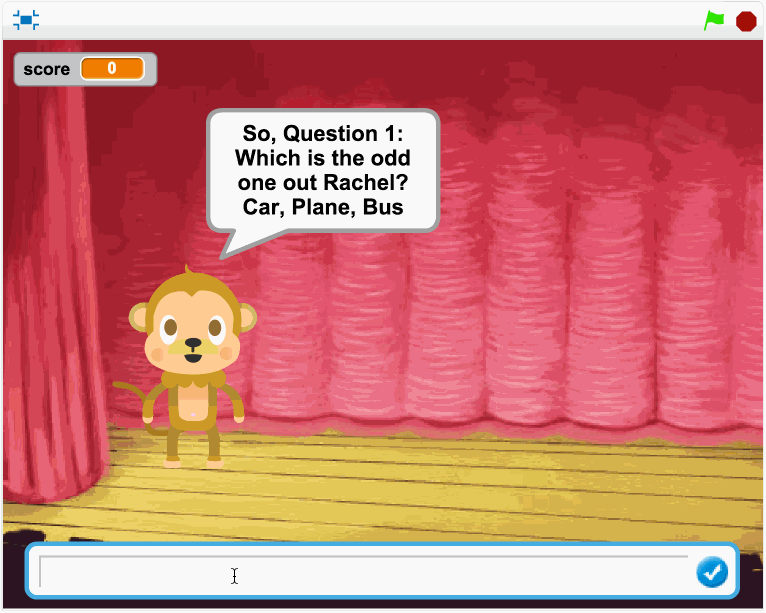 score 0
So, Question 1:
Which is the odd
one out Rachel?
Car, Plane, Bus